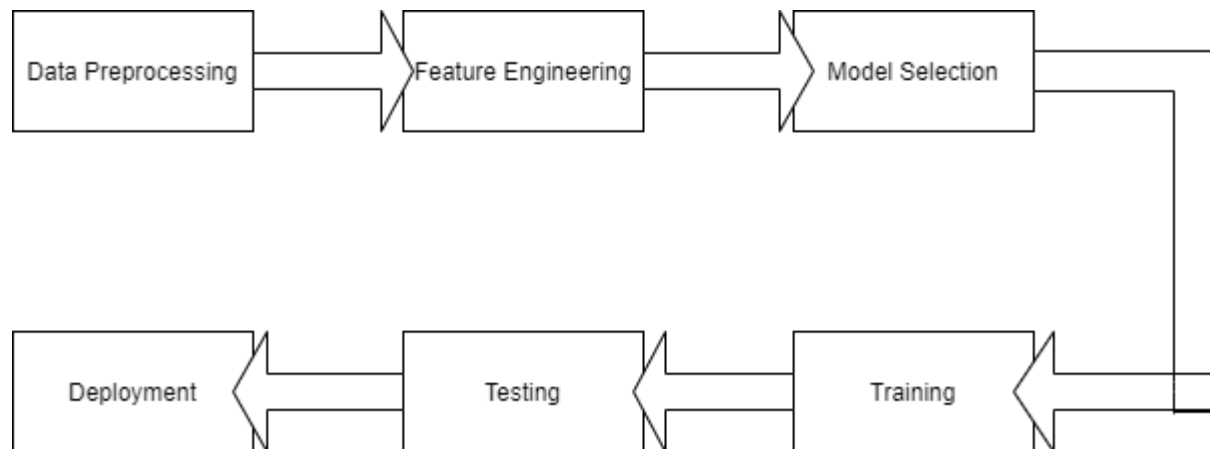 Data Preprocessing
Feature Engineering
Model Selection
Deployment
Testing
Training